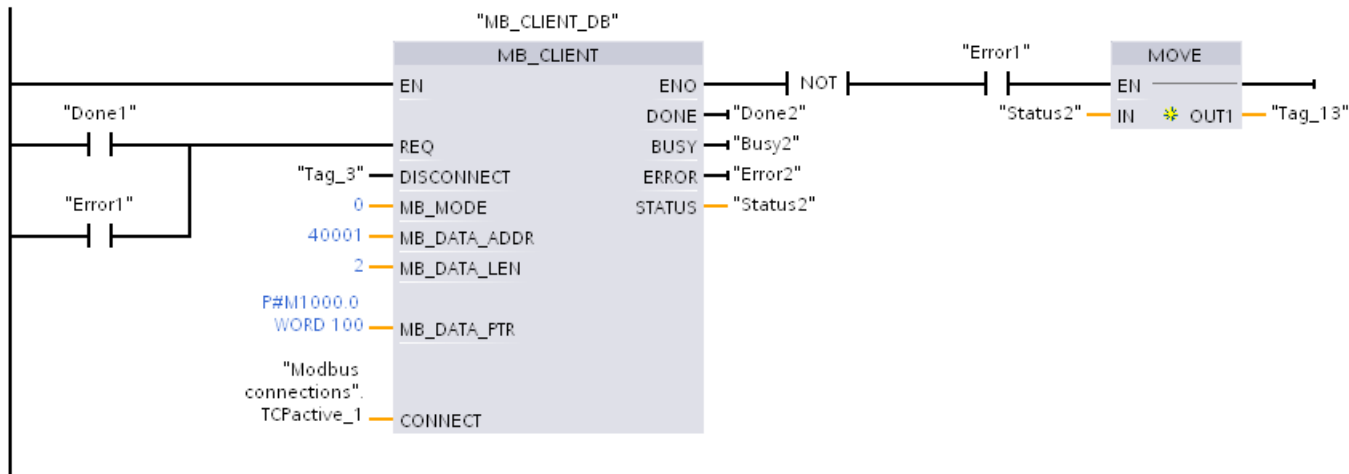 "MB_CLIENT_DB"
MB_CLIENT
"Error1"
MOVE
EN
ENO
NOT
EN
"Done1"
DONE
"Done2"
"Status2"
IN
OUT1
"Tag_13"
REQ
BUSY
"Busy2"
"Tag_3"
DISCONNECT
ERROR
"Error2"
"Error1"
0
MB_MODE
STATUS
"Status2"
40001
MB_DATA_ADDR
2
MB_DATA_LEN
P#M1000.0
WORD 100
MB_DATA_PTR
"Modbus
connections".
TCPactive_1
CONNECT